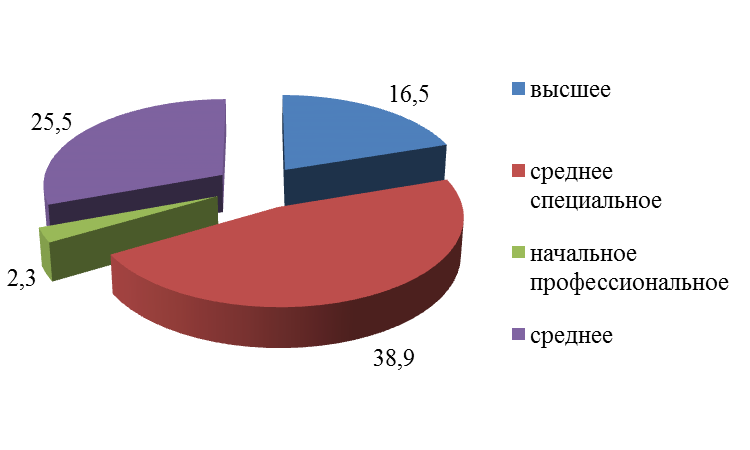 16,5
25,5
2,3
38,9
высшее
среднее
специальное
начальное
профессиональное
среднее